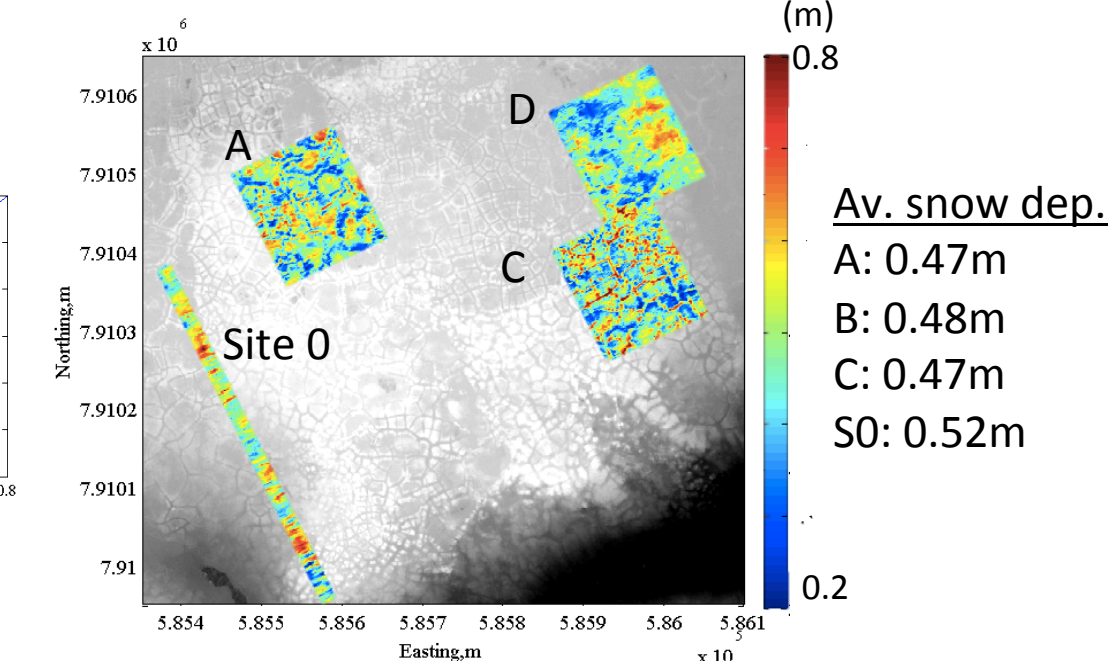 (m)
6
x 10
0.8
7.9106
D
A
7.9105
Av. snow dep.
7.9104
C
A: 0.47m
7.9103
Site 0
B: 0.48m
Northing,m
C: 0.47m
7.9102
S0: 0.52m
7.9101
0.8
7.91
0.2
5.854 5.855 5.856 5.857 5.858 5.859 5.86 5.861
Easting,m
5
x 10